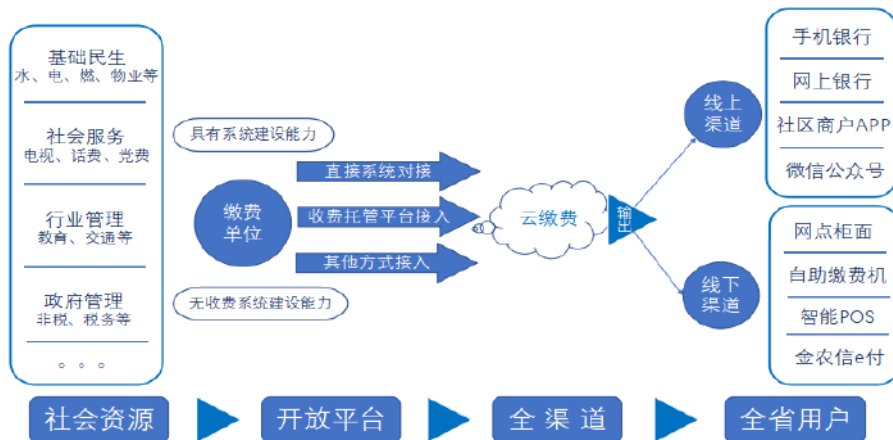 基础民生
水、电、燃、物业等
社会服务
电视、话费、党费
行业管理
教育、交通等
政府管理
非税、税务等
。。。
具有系统建设能力
缴费
单位
无收费系统建设能力
直接系统对接
收费托管平台接入
其他方式接入
云缴费
输出
线上
渠道
线下
渠道
手机银行
网上银行
社区商户APP
微信公众号
网点柜面
自助缴费机
智能POS
金农信e付
社会资源
开放平台
全渠道
全省用户